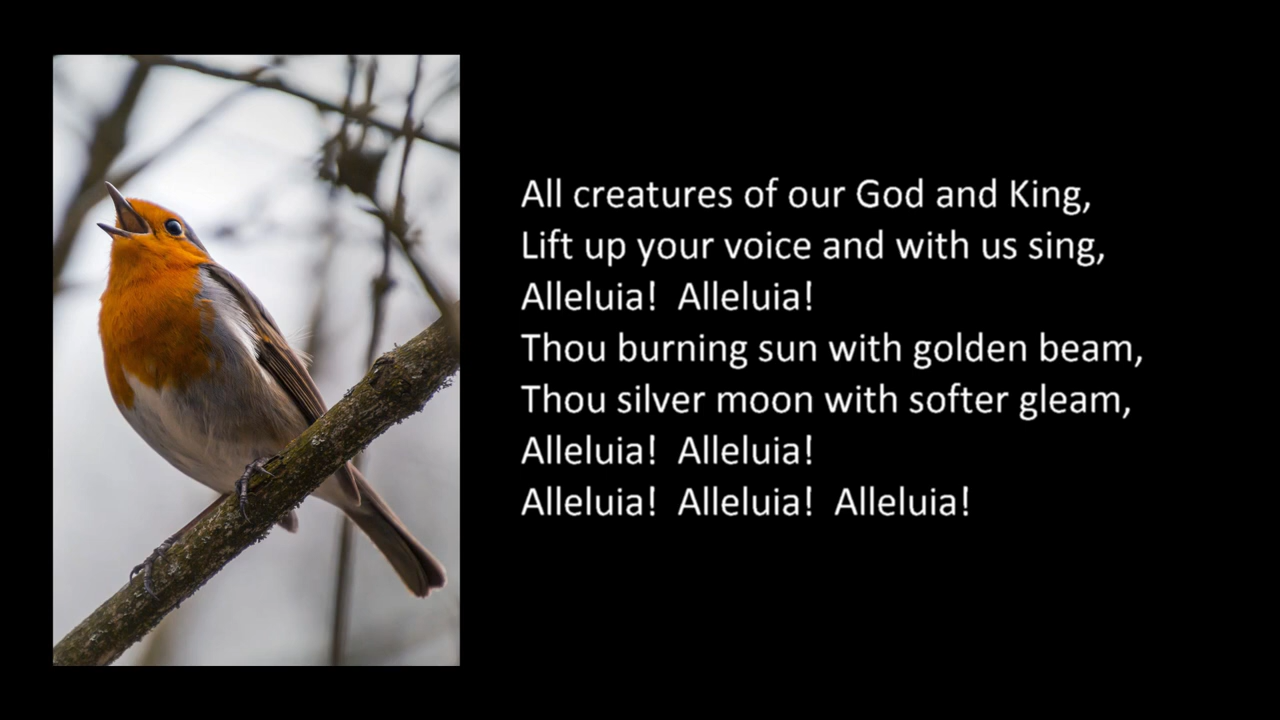 All creatures of our God and King,
Lift up your voice and with us sing,
Alleluia!  Alleluia!
Thou burning sun with golden beam,
Thou silver moon with softer gleam,
Alleluia!  Alleluia!
Alleluia!  Alleluia!  Alleluia!